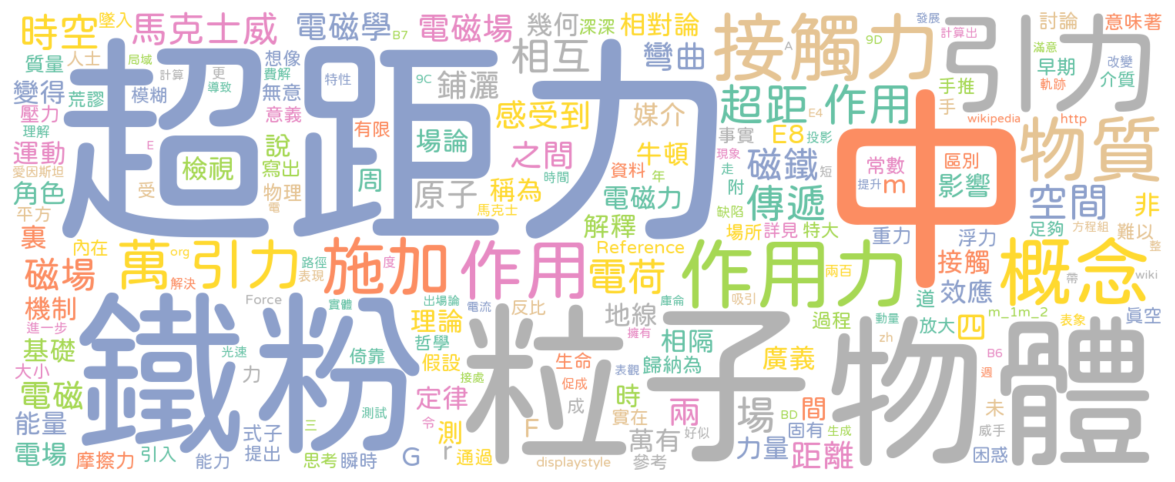 時空
墜入
馬克士威
電磁學
B7
電磁場
幾何
深深
相對論
接觸力
發展
計算出
引力
討論
意味著
質量
人士
局域
想像
相互
彎曲
A
9D
滿意
早期
改變
介質
軌跡
變得
荒謬
模糊
計算
更
導致
費解
無意
特性
9C
鋪灑
超距
作用
手推
手
壓力
理解
超距力
意義
有限
感受到
媒介
E4
wikipedia
http
中
物質
運動
愛因斯坦
E
檢視
說
寫出
場論
之間
牛頓
事實
E8
投影
現象
走
磁鐵
短
常數
提升
m
區別
影響
角色
受
物理
電
周
原子
稱為
資料
年
時間
電磁力
附
傳遞
空間
非
平方
裏
馬克士
解釋
缺陷
場所
詳見
特大
重力
浮力
足夠
方程組
難以
整
內在
萬
org
引力
解決
路徑
表現
施加
度
作用
Reference
電荷
作用力
兩百
吸引
接觸
概念
帶
wiki
磁場
機制
進一步
鐵粉
Force
實體
出場論
電流
反比
擁有
地線
庫侖
過程
動量
道
效應
放大
m_1m_2
四
表象
真空
基礎
大小
光速
力
倚靠
理論
哲學
假設
接處
粒子
生命
促成
表觀
相隔
歸納為
廣義
zh
物體
B6
週
電磁
能量
電場
摩擦力
引入
式子
提出
能力
三
思考
測試
瞬時
G
定律
令
測
r
通過
F
成
displaystyle
時
實在
萬有
參考
兩
好似
場
力量
BD
間
固有
生成
距離
未
威手
困惑